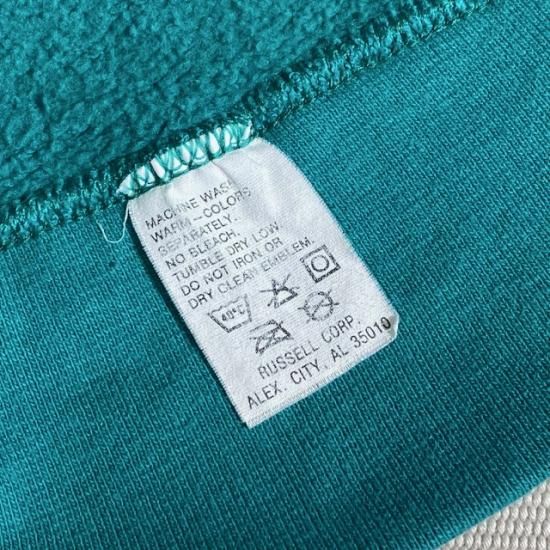 MACHINE WASH
WARM-COLORS
SEPARATELY.
NO BLEACH.
TUMBLE DRY LOW.
DO NOT IRON OR
DRY CLEAN EMBLEM.
40°C
RUSSELL CORP.
ALEX. CITY, AL 35010